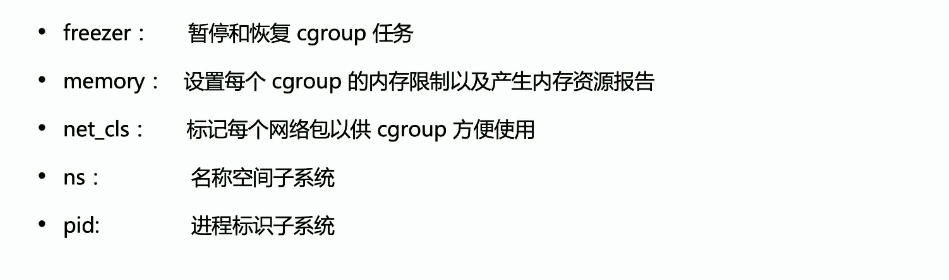 • freezer： 暂停和恢复 cgroup 任务
• memory： 设置每个 cgroup 的内存限制以及产生内存资源报告
• net_cls： 标记每个网络包以供 cgroup 方便使用
• ns： 名称空间子系统
• pid: 进程标识子系统